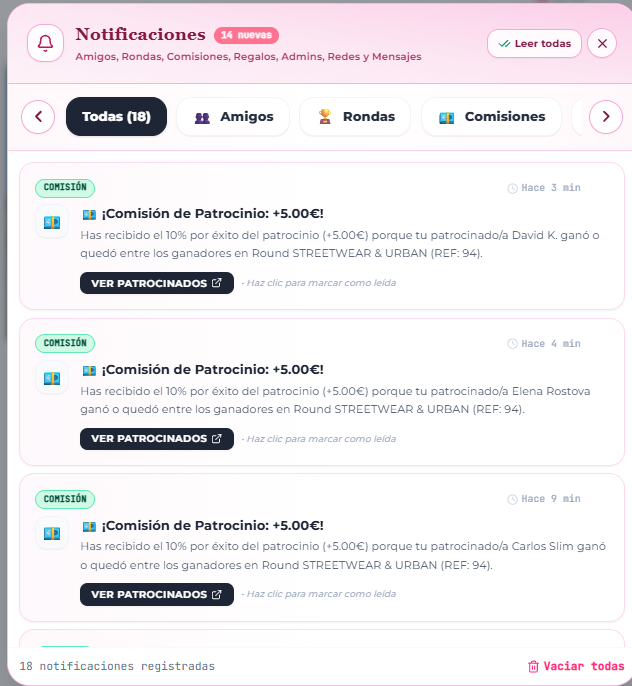 Notificaciones 14 nuevas
Amigos, Rondas, Comisiones, Regalos, Admins, Redes y Mensajes
Leer todas
Todas (18) Amigos Rondas Comisiones
COMISIÓN Hace 3 min
¡Comisión de Patrocinio: +5.00€!
Has recibido el 10% por éxito del patrocinio (+5.00€) porque tu patrocinado/a David K. ganó o
quedó entre los ganadores en Round STREETWEAR & URBAN (REF: 94).
VER PATROCINADOS - Haz clic para marcar como leída
COMISIÓN Hace 4 min
¡Comisión de Patrocinio: +5.00€!
Has recibido el 10% por éxito del patrocinio (+5.00€) porque tu patrocinado/a Elena Rostova
ganó o quedó entre los ganadores en Round STREETWEAR & URBAN (REF: 94).
VER PATROCINADOS - Haz clic para marcar como leída
COMISIÓN Hace 9 min
¡Comisión de Patrocinio: +5.00€!
Has recibido el 10% por éxito del patrocinio (+5.00€) porque tu patrocinado/a Carlos Slim ganó
o quedó entre los ganadores en Round STREETWEAR & URBAN (REF: 94).
VER PATROCINADOS - Haz clic para marcar como leída
18 notificaciones registradas Vaciar todas